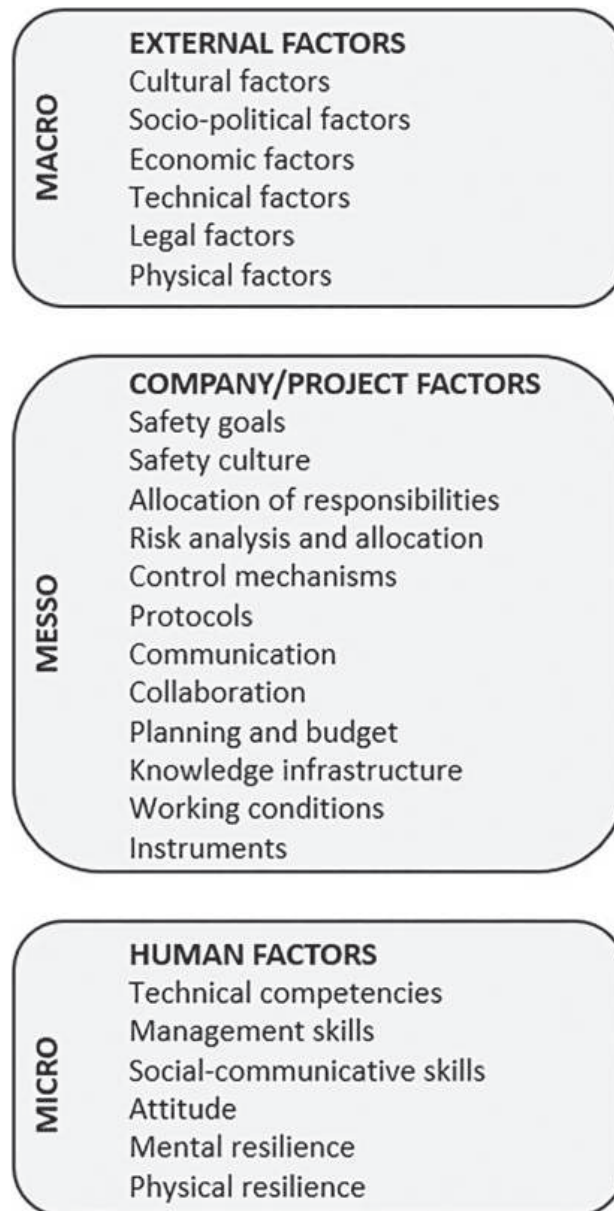 MACRO
EXTERNAL FACTORS
Cultural factors
Socio-political factors
Economic factors
Technical factors
Legal factors
Physical factors
MESSO
COMPANY/PROJECT FACTORS
Safety goals
Safety culture
Allocation of responsibilities
Risk analysis and allocation
Control mechanisms
Protocols
Communication
Collaboration
Planning and budget
Knowledge infrastructure
Working conditions
Instruments
MICRO
HUMAN FACTORS
Technical competencies
Management skills
Social-communicative skills
Attitude
Mental resilience
Physical resilience